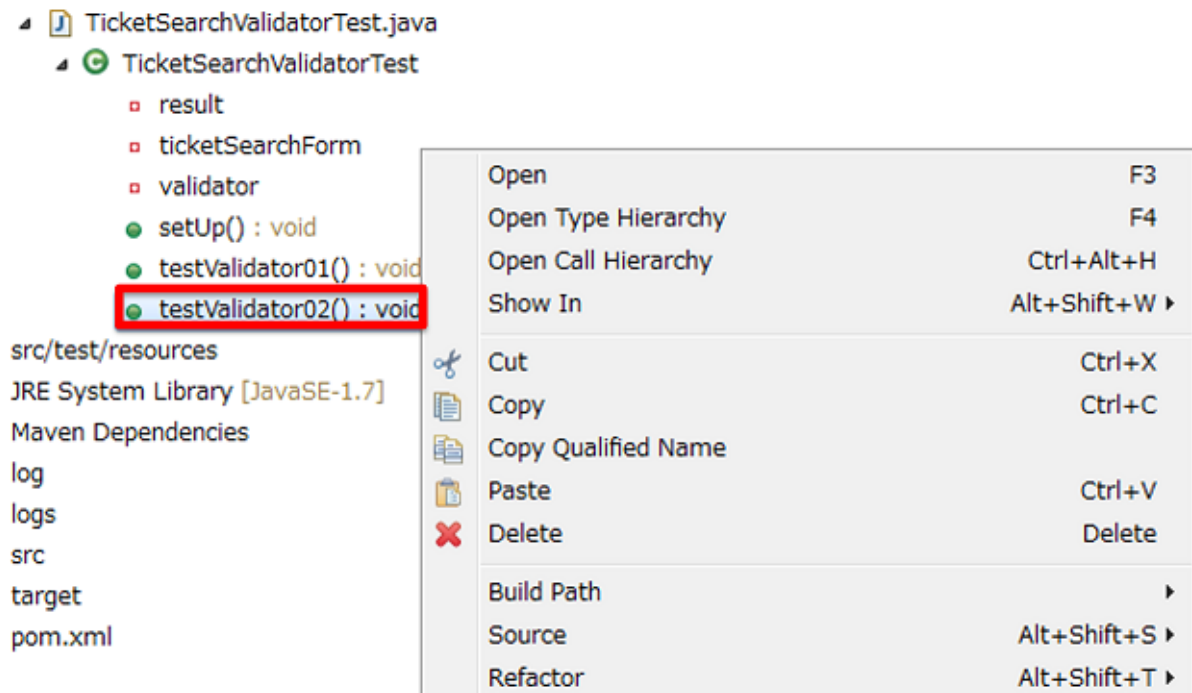 TicketSearchValidatorTest.java
TicketSearchValidatorTest
result
ticketSearchForm
validator
setUp() : void
testValidator01() : void
testValidator02() : void
src/test/resources
JRE System Library [JavaSE-1.7]
Maven Dependencies
log
logs
src
target
pom.xml
Open F3
Open Type Hierarchy F4
Open Call Hierarchy Ctrl+Alt+H
Show In Alt+Shift+W
Cut Ctrl+X
Copy Ctrl+C
Copy Qualified Name
Paste Ctrl+V
Delete Delete
Build Path
Source Alt+Shift+S
Refactor Alt+Shift+T